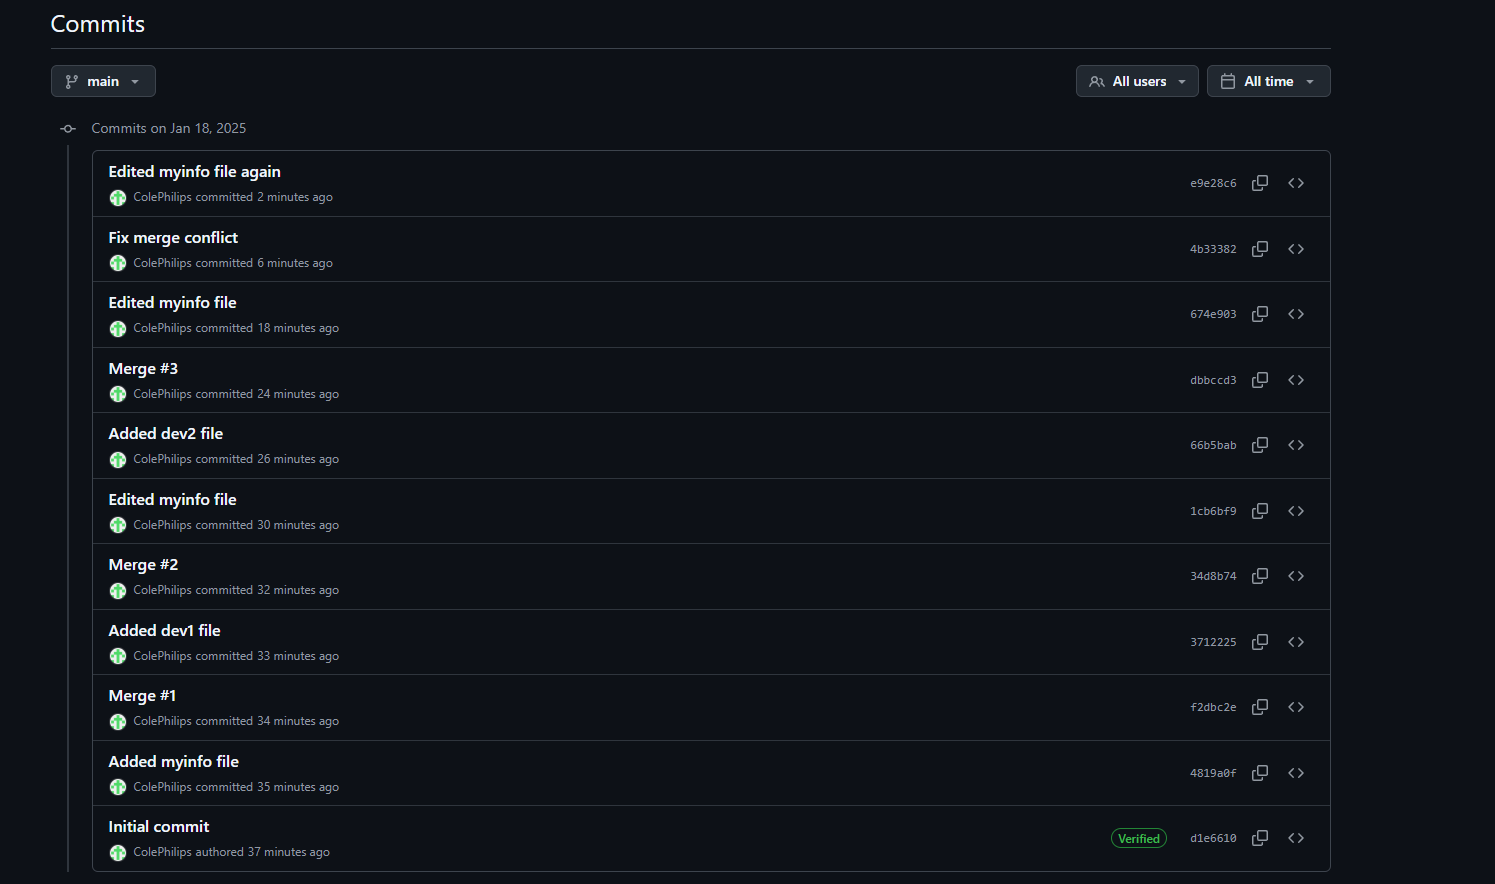 Commits
main
All users
All time
Commits on Jan 18, 2025
Edited myinfo file again
ColePhilips committed 2 minutes ago
e9e28c6
Fix merge conflict
ColePhilips committed 6 minutes ago
4b33382
Edited myinfo file
ColePhilips committed 18 minutes ago
674e903
Merge #3
ColePhilips committed 24 minutes ago
dbbccd3
Added dev2 file
ColePhilips committed 26 minutes ago
66b5bab
Edited myinfo file
ColePhilips committed 30 minutes ago
1cb6bf9
Merge #2
ColePhilips committed 32 minutes ago
34d8b74
Added dev1 file
ColePhilips committed 33 minutes ago
3712225
Merge #1
ColePhilips committed 34 minutes ago
f2dbc2e
Added myinfo file
ColePhilips committed 35 minutes ago
4819a0f
Initial commit
ColePhilips authored 37 minutes ago
Verified
d1e6610